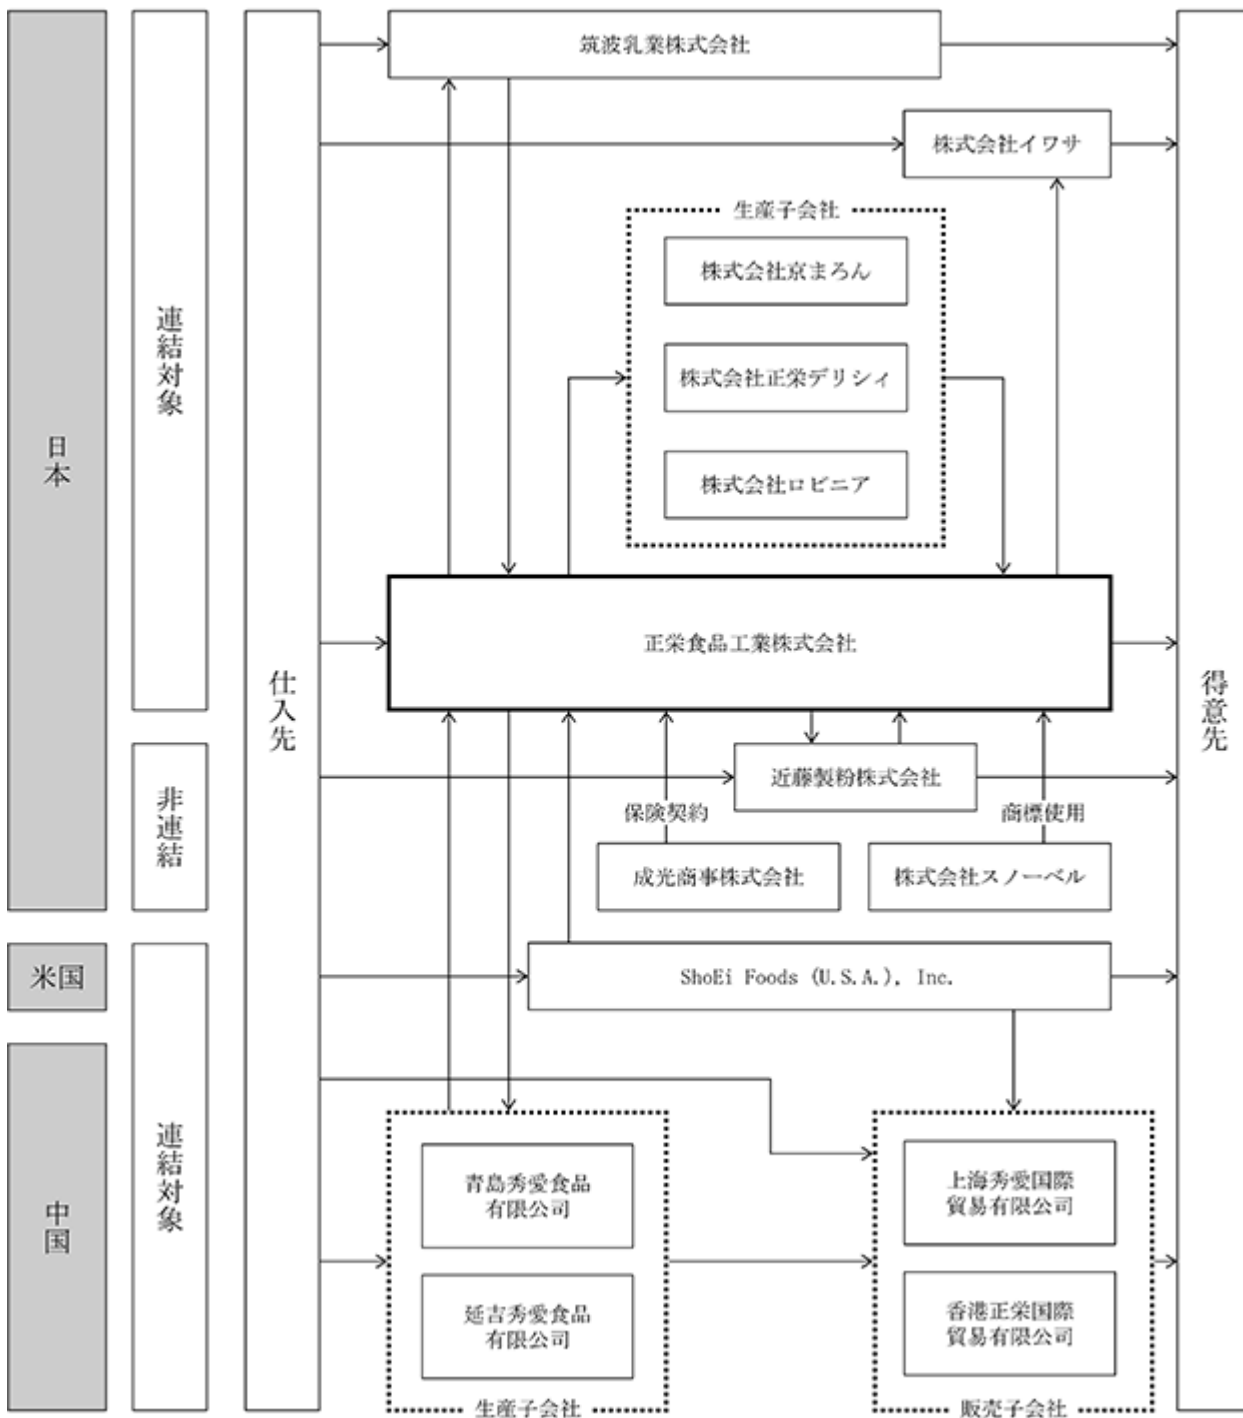 筑波乳業株式会社
株式会社イワサ
生産子会社
株式会社京まろん
連結対象
株式会社正栄デリシィ
日本
株式会社ロビニア
正栄食品工業株式会社
仕入先
得意先
近藤製粉株式会社
非連結
保険契約
商標使用
成光商事株式会社
株式会社スノーベル
米国
ShoEi Foods (U.S.A.), Inc.
中国
連結対象
青島秀愛食品
有限公司
延吉秀愛食品
有限公司
生産子会社
上海秀愛国際
貿易有限公司
香港正栄国際
貿易有限公司
販売子会社